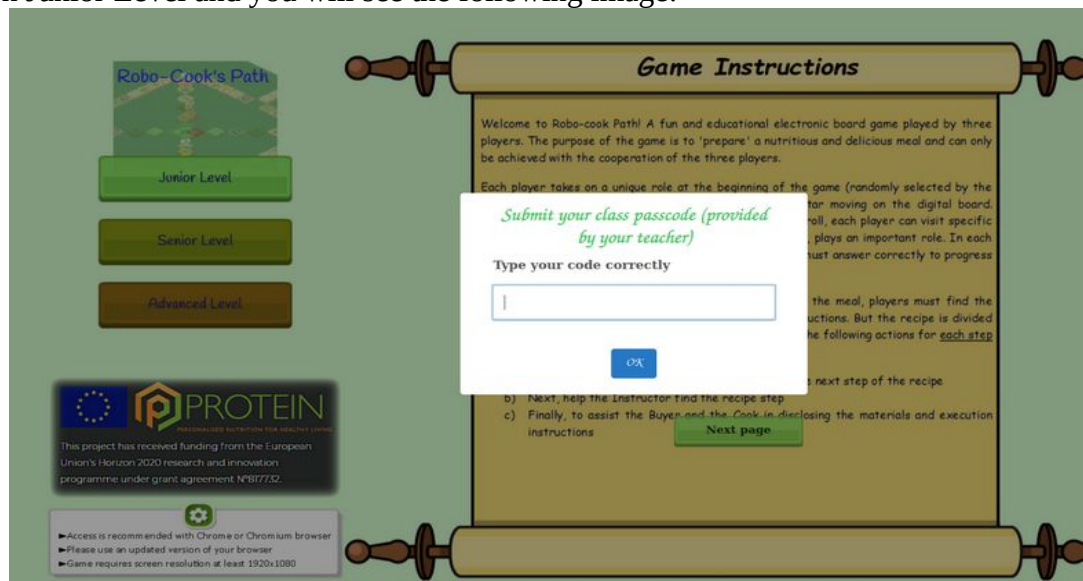 Junior Level and you will see the following image.
Robo-Cook's Path
Junior Level
Senior Level
Advanced Level
PROTEIN
PERSONALISED NUTRITION FOR HEALTHY LIVING
This project has received funding from the European
Union's Horizon 2020 research and innovation
programme under grant agreement N°817732.
►Access is recommended with Chrome or Chromium browser
►Please use an updated version of your browser
►Game requires screen resolution at least 1920x1080
Game Instructions
Welcome to Robo-cook Path! A fun and educational electronic board game played by three
players. The purpose of the game is to 'prepare' a nutritious and delicious meal and can only
be achieved with the cooperation of the three players.
Each player takes on a unique role at the beginning of the game (randomly selected by the
moving on the digital board.
roll, each player can visit specific
, plays an important role. In each
must answer correctly to progress
the meal, players must find the
But the recipe is divided
the following actions for each step
next step of the recipe
b) Next, help the Instructor find the recipe step
c) Finally, to assist the Buyer and the Cook in disclosing the materials and execution
instructions
Next page
Submit your class passcode (provided
by your teacher)
Type your code correctly
OK